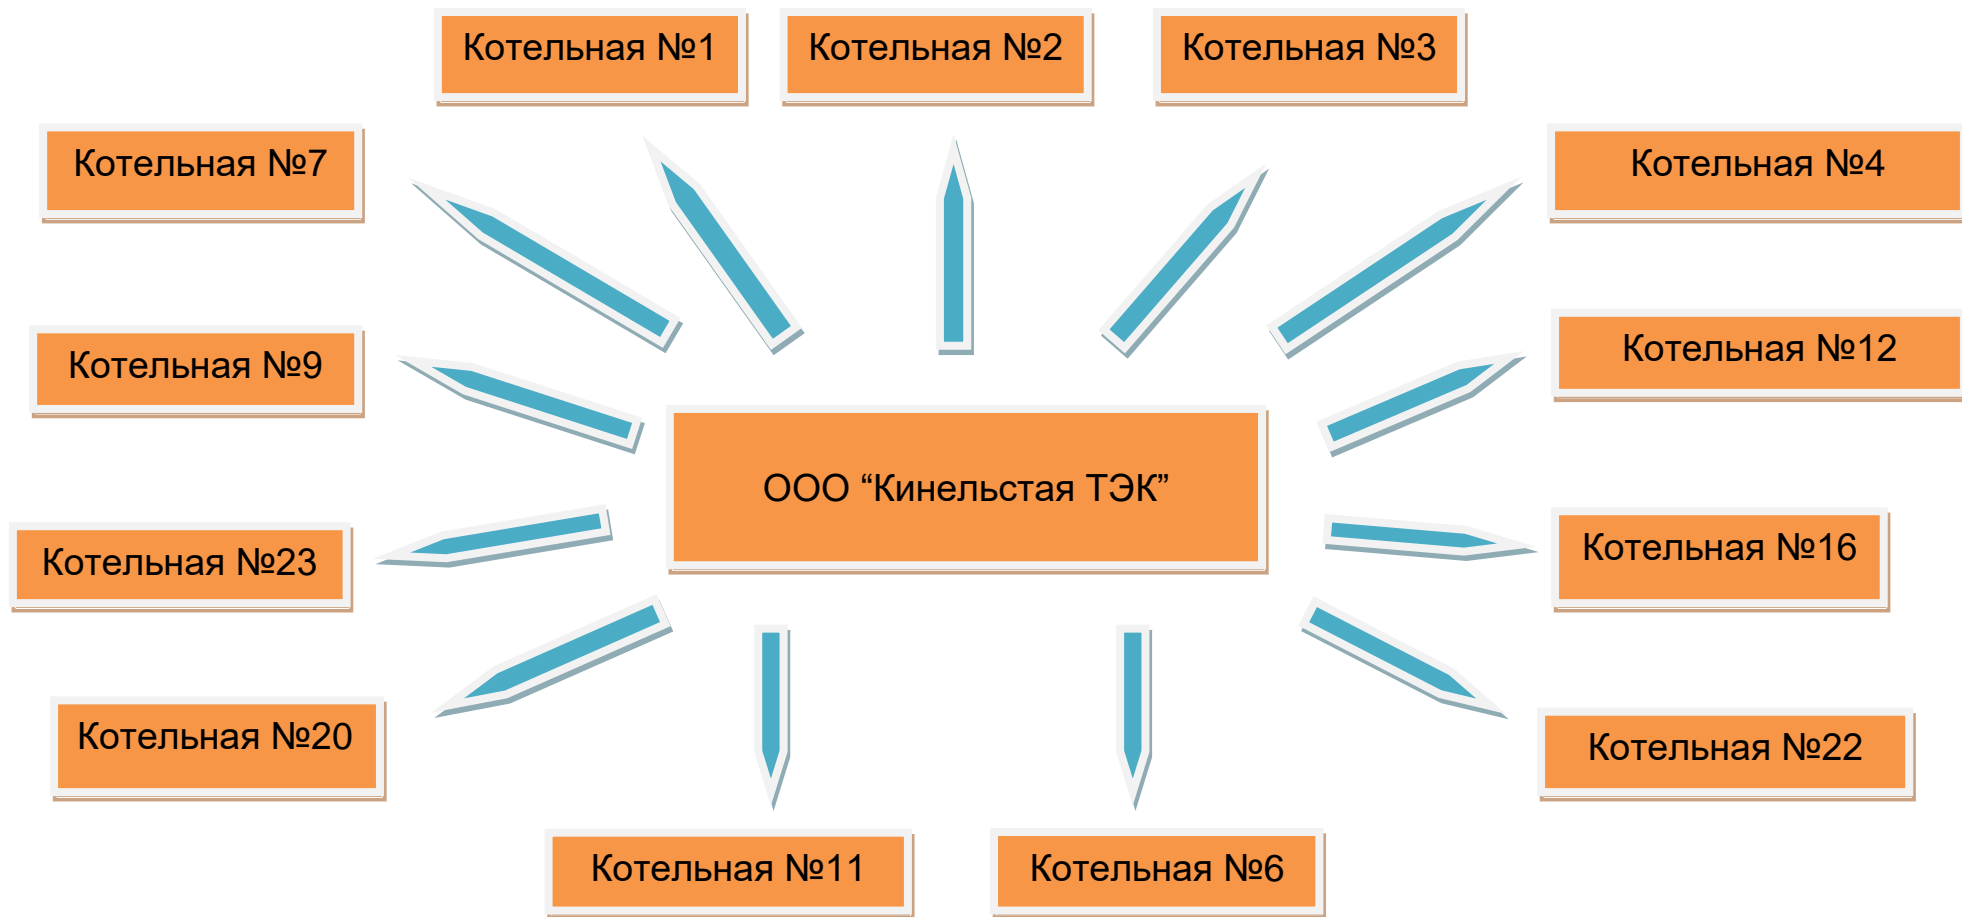 Котельная №1
Котельная №2
Котельная №3
Котельная №7
Котельная №4
Котельная №12
Котельная №9
ООО “Кинельстая ТЭК”
Котельная №16
Котельная №23
Котельная №20
Котельная №22
Котельная №11
Котельная №6